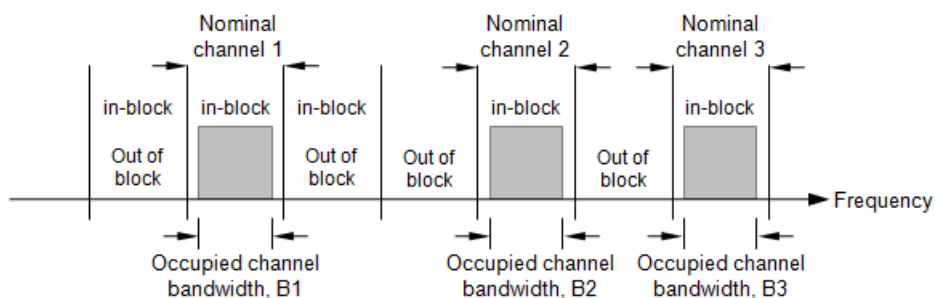 Nominal
channel 1
Nominal
channel 2
Nominal
channel 3
in-block
in-block
in-block
in-block
in-block
Out of
block
Out of
block
Out of
block
Out of
block
Frequency
Occupied channel
bandwidth, B1
Occupied channel
bandwidth, B2
Occupied channel
bandwidth, B3